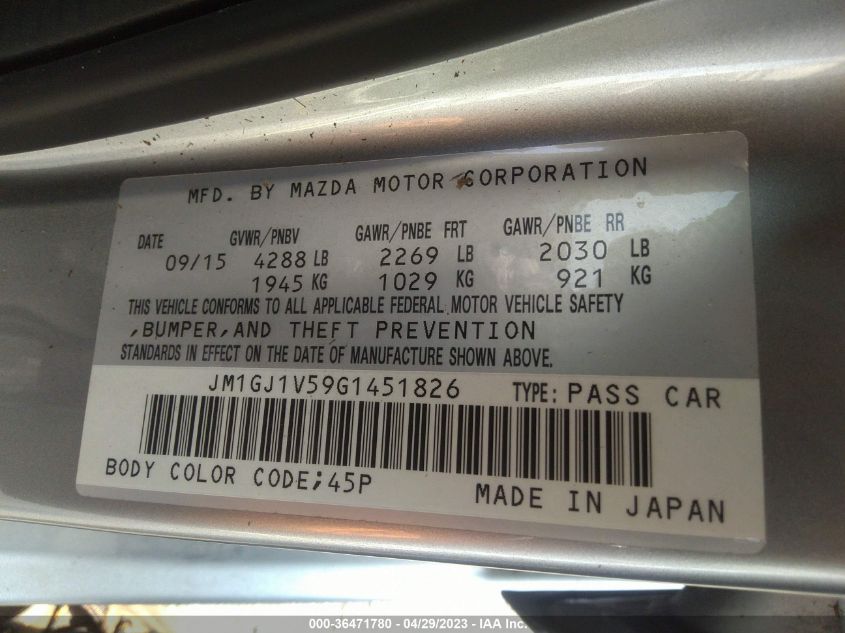 MFD. BY MAZDA MOTOR CORPORATION
DATE GVWR/PNBV GAWR/PNBE FRT GAWR/PNBE RR
09/15 4288 LB 2269 LB 2030 LB
1945 KG 1029 KG 921 KG
THIS VEHICLE CONFORMS TO ALL APPLICABLE FEDERAL MOTOR VEHICLE SAFETY
,BUMPER,AND THEFT PREVENTION
STANDARDS IN EFFECT ON THE DATE OF MANUFACTURE SHOWN ABOVE.
JM1GJ1V59G1451826 TYPE: PASS CAR
BODY COLOR CODE;45P MADE IN JAPAN
000-36471780 - 04/29/2023 - IAA Inc.